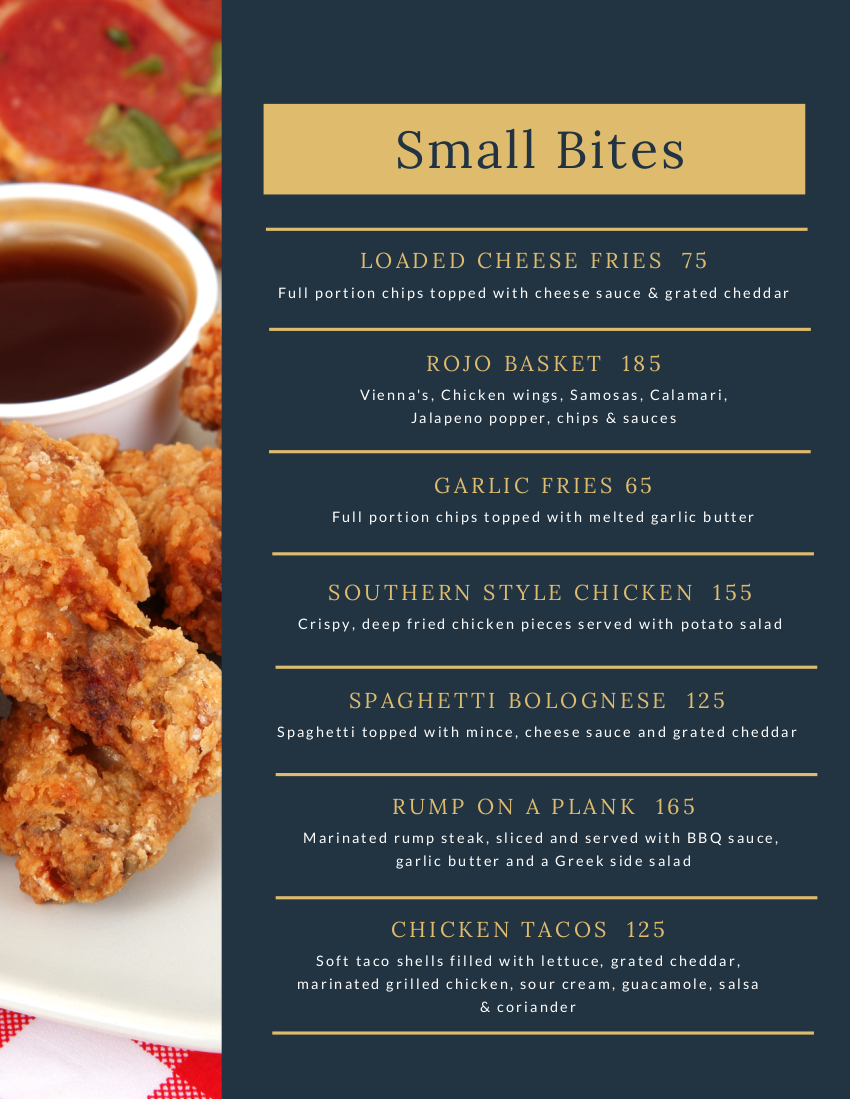 Small Bites
LOADED CHEESE FRIES 75
Full portion chips topped with cheese sauce & grated cheddar
ROJO BASKET 185
Vienna's, Chicken wings, Samosas, Calamari,
Jalapeno popper, chips & sauces
GARLIC FRIES 65
Full portion chips topped with melted garlic butter
SOUTHERN STYLE CHICKEN 155
Crispy, deep fried chicken pieces served with potato salad
SPAGHETTI BOLOGNESE 125
Spaghetti topped with mince, cheese sauce and grated cheddar
RUMP ON A PLANK 165
Marinated rump steak, sliced and served with BBQ sauce,
garlic butter and a Greek side salad
CHICKEN TACOS 125
Soft taco shells filled with lettuce, grated cheddar,
marinated grilled chicken, sour cream, guacamole, salsa
& coriander